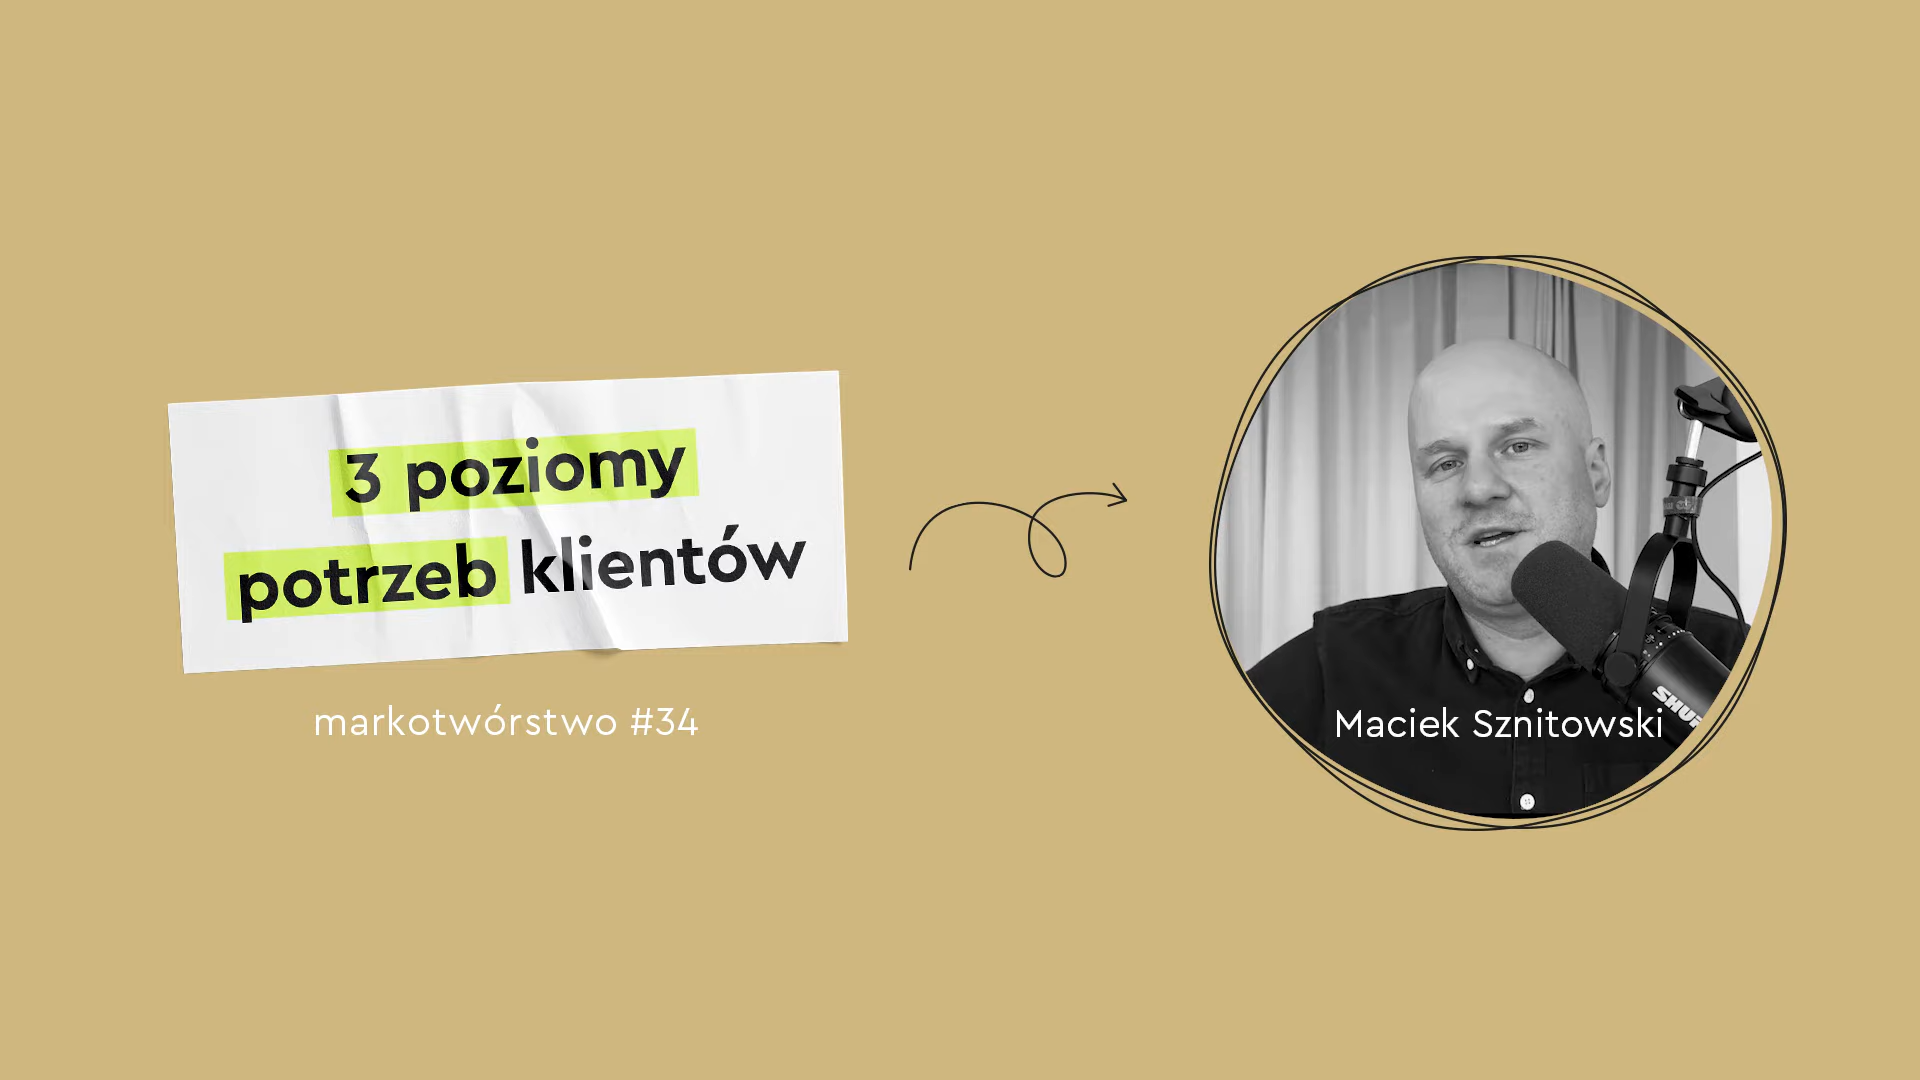 3 poziomy
potrzeb klientów
markotwórstwo #34
Maciek Sznitowski